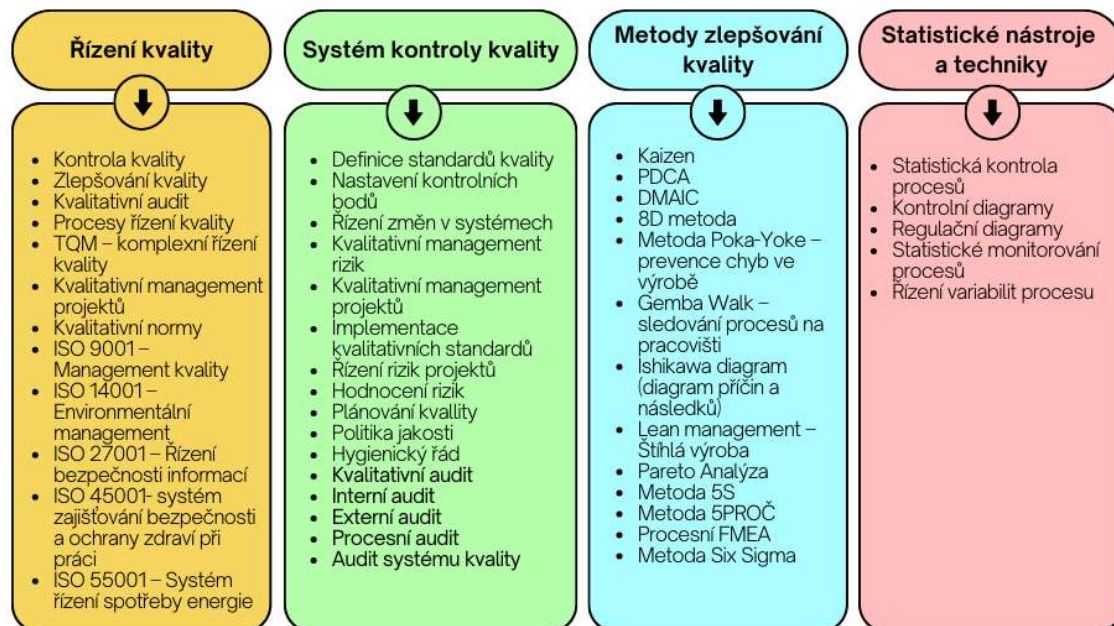 Řízení kvality
Kontrola kvality
Zlepšování kvality
Kvalitativní audit
Procesy řízení kvality
TQM – komplexní řízení
kvality
Kvalitativní management
projektů
Kvalitativní normy
ISO 9001 –
Management kvality
ISO 14001 –
Environmentální
management
ISO 27001 – Řízení
bezpečnosti informací
ISO 45001- systém
zajišťování bezpečnosti
a ochrany zdraví při
práci
ISO 55001 – Systém
řízení spotřeby energie
Systém kontroly kvality
Definice standardů kvality
Nastavení kontrolních
bodů
Řízení změn v systémech
Kvalitativní management
rizik
Kvalitativní management
projektů
Implementace
kvalitativních standardů
Řízení rizik projektů
Hodnocení rizik
Plánování kvallity
Politika jakosti
Hygienický řád
Kvalitativní audit
Interní audit
Externí audit
Procesní audit
Audit systému kvality
Metody zlepšování
kvality
Kaizen
PDCA
DMAIC
8D metoda
Metoda Poka-Yoke –
prevence chyb ve
výrobě
Gemba Walk –
sledování procesů na
pracovišti
Ishikawa diagram
(diagram příčin a
následků)
Lean management –
Štíhlá výroba
Pareto Analýza
Metoda 5S
Metoda 5PROČ
Procesní FMEA
Metoda Six Sigma
Statistické nástroje
a techniky
Statistická kontrola
procesů
Kontrolní diagramy
Regulační diagramy
Statistické monitorování
procesů
Řízení variabilit procesu